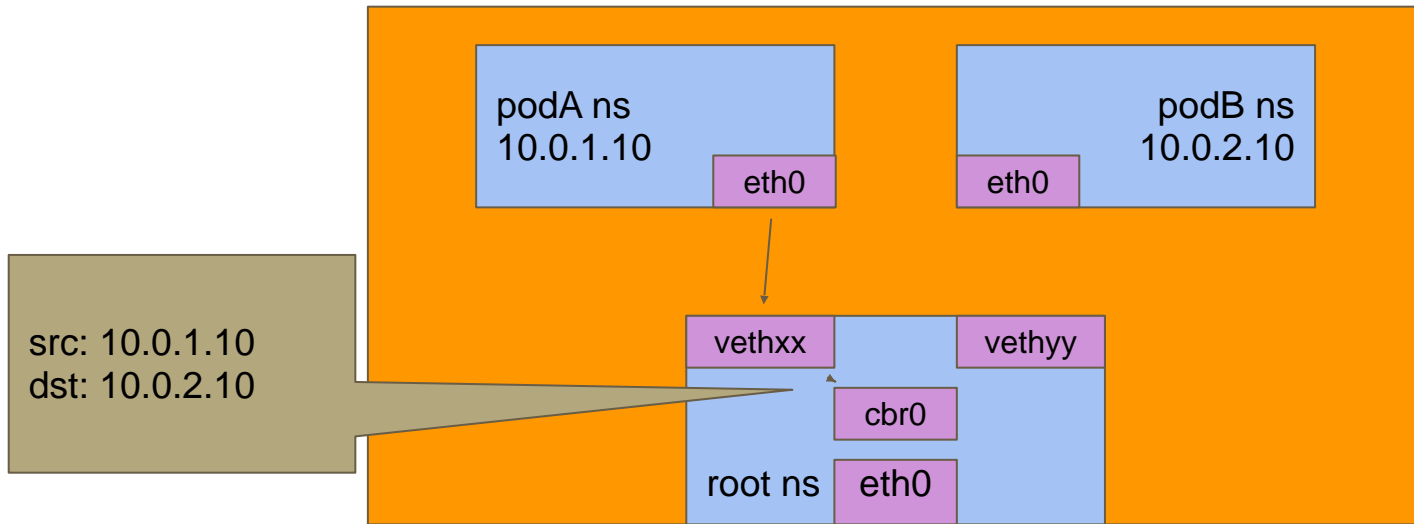 podA ns
10.0.1.10
eth0
podB ns
10.0.2.10
eth0
src: 10.0.1.10
dst: 10.0.2.10
vethxx
vethyy
cbr0
root ns
eth0